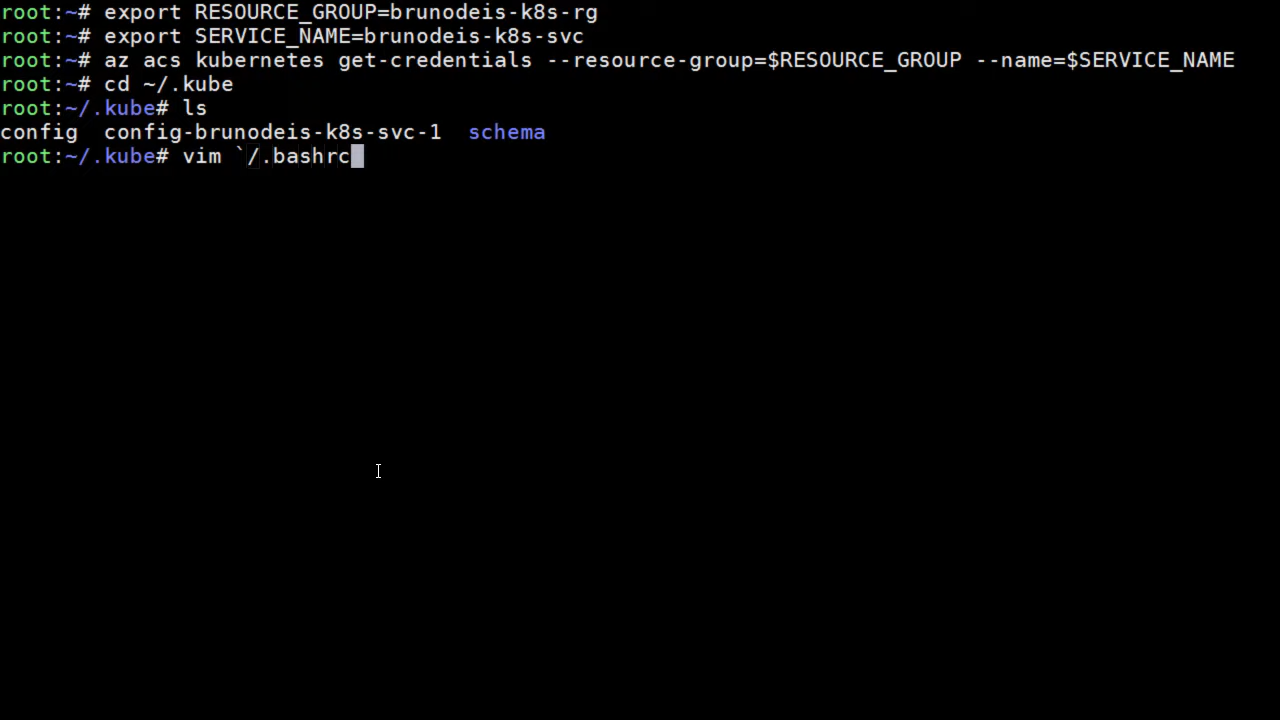 root:~# export RESOURCE_GROUP=brunodeis-k8s-rg
root:~# export SERVICE_NAME=brunodeis-k8s-svc
root:~# az acs kubernetes get-credentials --resource-group=$RESOURCE_GROUP --name=$SERVICE_NAME
root:~# cd ~/.kube
root:~/.kube# ls
config  config-brunodeis-k8s-svc-1  schema
root:~/.kube# vim `/.bashrc